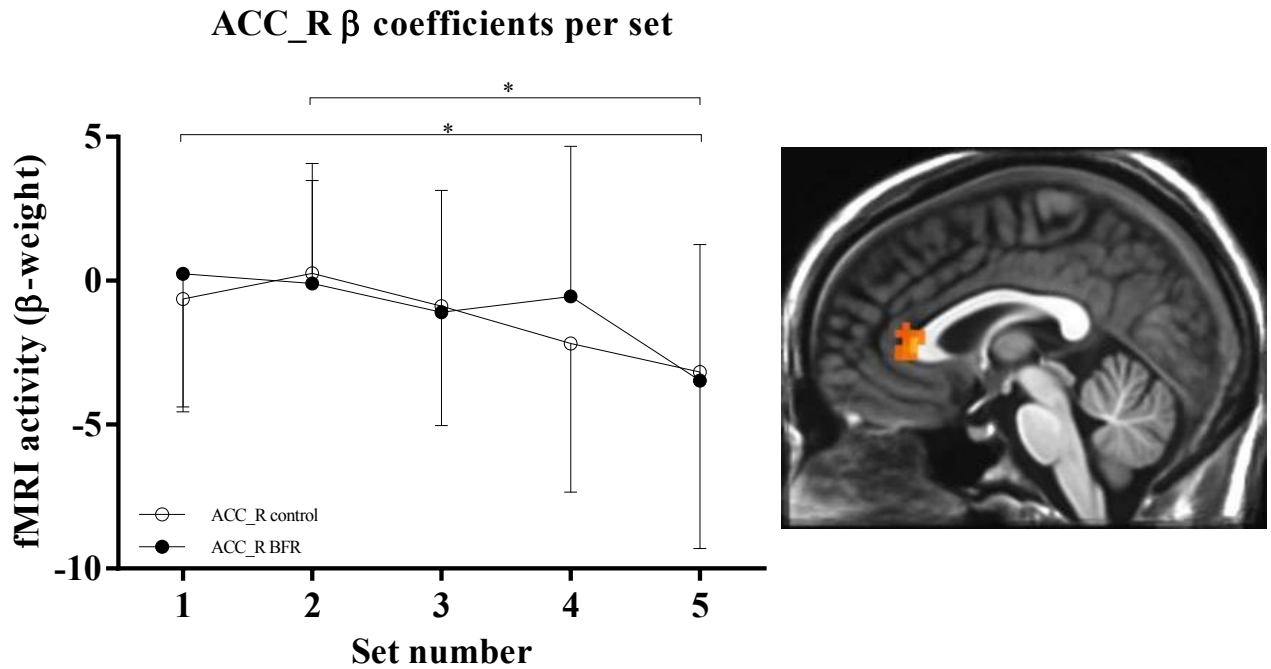 ACC_R β coefficients per set
*
*
5
0
-5
-10
fMRI activity (β-weight)
ACC_R control
ACC_R BFR
1 2 3 4 5
Set number